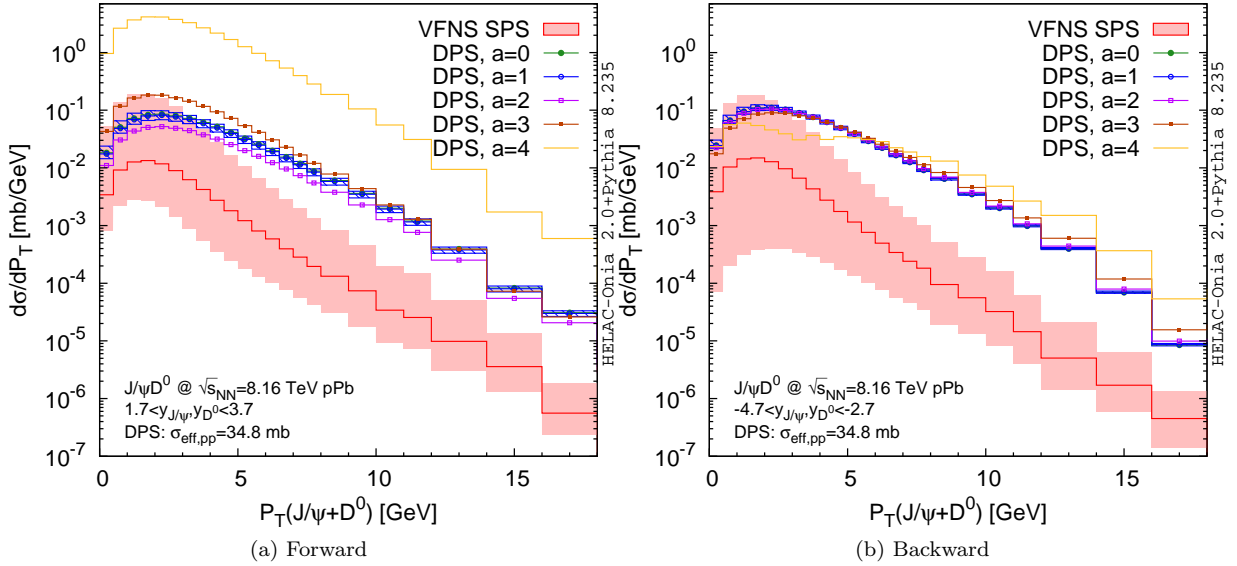 VFNS SPS
DPS, a=0
DPS, a=1
DPS, a=2
DPS, a=3
DPS, a=4
10^0
10^-1
10^-2
10^-3
10^-4
10^-5
10^-6
10^-7
dσ/dP_T [mb/GeV]
HELAC-Onia 2.0+Pythia 8.235
J/ψD^0 @ √s_NN=8.16 TeV pPb
1.7<y_J/ψ,y_D^0<3.7
DPS: σ_eff,pp=34.8 mb
0 5 10 15
P_T(J/ψ+D^0) [GeV]
(a) Forward
VFNS SPS
DPS, a=0
DPS, a=1
DPS, a=2
DPS, a=3
DPS, a=4
10^0
10^-1
10^-2
10^-3
10^-4
10^-5
10^-6
10^-7
dσ/dP_T [mb/GeV]
HELAC-Onia 2.0+Pythia 8.235
J/ψD^0 @ √s_NN=8.16 TeV pPb
-4.7<y_J/ψ,y_D^0<-2.7
DPS: σ_eff,pp=34.8 mb
0 5 10 15
P_T(J/ψ+D^0) [GeV]
(b) Backward